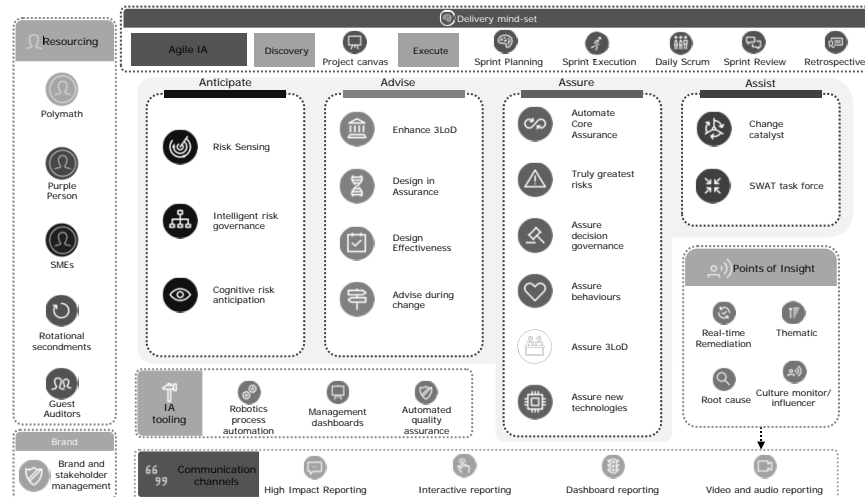 Delivery mind-set
Resourcing
Polymath
Purple
Person
SMEs
Rotational
secondments
Guest
Auditors
Brand
Brand and
stakeholder
management
Agile IA
Discovery
Project canvas
Execute
Sprint Planning
Sprint Execution
Daily Scrum
Sprint Review
Retrospective
Anticipate
Risk Sensing
Intelligent risk
governance
Cognitive risk
anticipation
Advise
Enhance 3LoD
Design in
Assurance
Design
Effectiveness
Advise during
change
Assure
Automate
Core
Assurance
Truly greatest
risks
Assure
decision
governance
Assure
behaviours
Assure 3LoD
Assure new
technologies
Assist
Change
catalyst
SWAT task force
Points of Insight
Real-time
Remediation
Thematic
Root cause
Culture monitor/
influencer
IA
tooling
Robotics
process
automation
Management
dashboards
Automated
quality
assurance
66
99
Communication
channels
High Impact Reporting
Interactive reporting
Dashboard reporting
Video and audio reporting